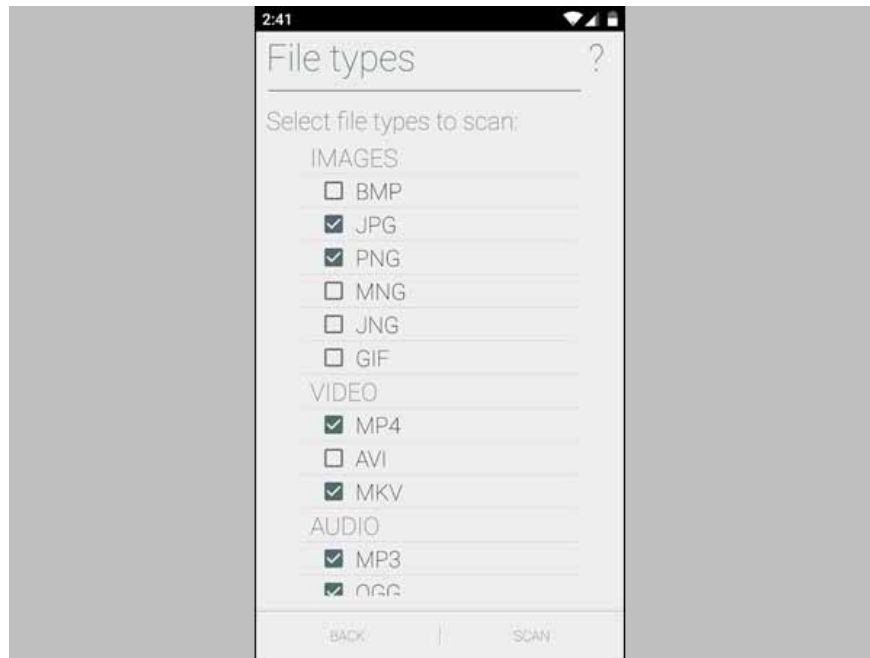 2:41
File types ?
Select file types to scan:
IMAGES
BMP
JPG
PNG
MNG
JNG
GIF
VIDEO
MP4
AVI
MKV
AUDIO
MP3
OGG
BACK | SCAN